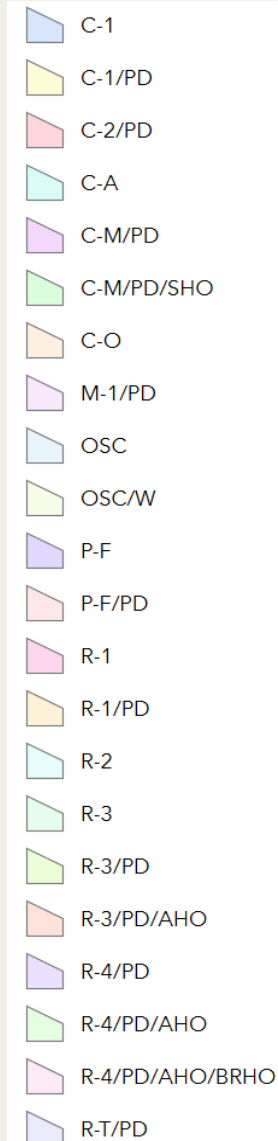 C-1
C-1/PD
C-2/PD
C-A
C-M/PD
C-M/PD/SHO
C-O
M-1/PD
OSC
OSC/W
P-F
P-F/PD
R-1
R-1/PD
R-2
R-3
R-3/PD
R-3/PD/AHO
R-4/PD
R-4/PD/AHO
R-4/PD/AHO/BRHO
R-T/PD